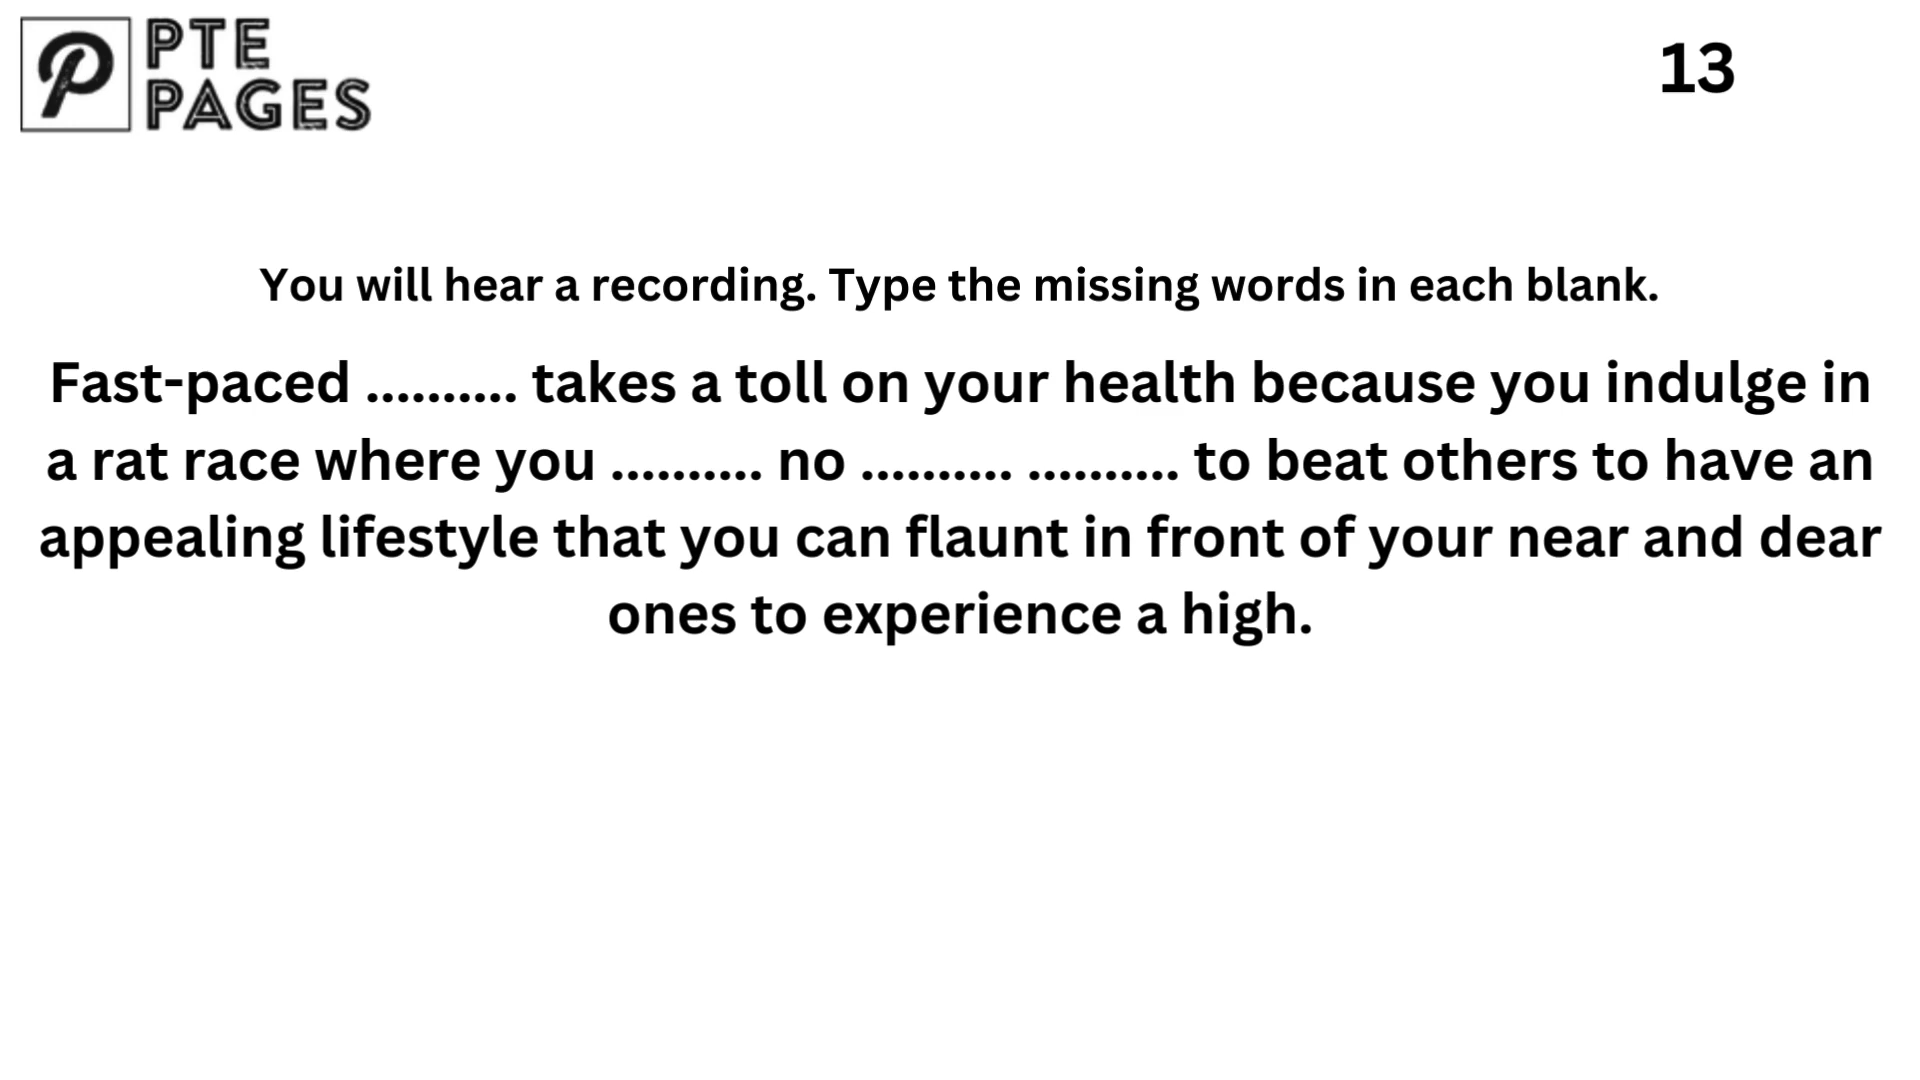 PTE
PAGES
13
You will hear a recording. Type the missing words in each blank.
Fast-paced .......... takes a toll on your health because you indulge in
a rat race where you .......... no .......... .......... to beat others to have an
appealing lifestyle that you can flaunt in front of your near and dear
ones to experience a high.